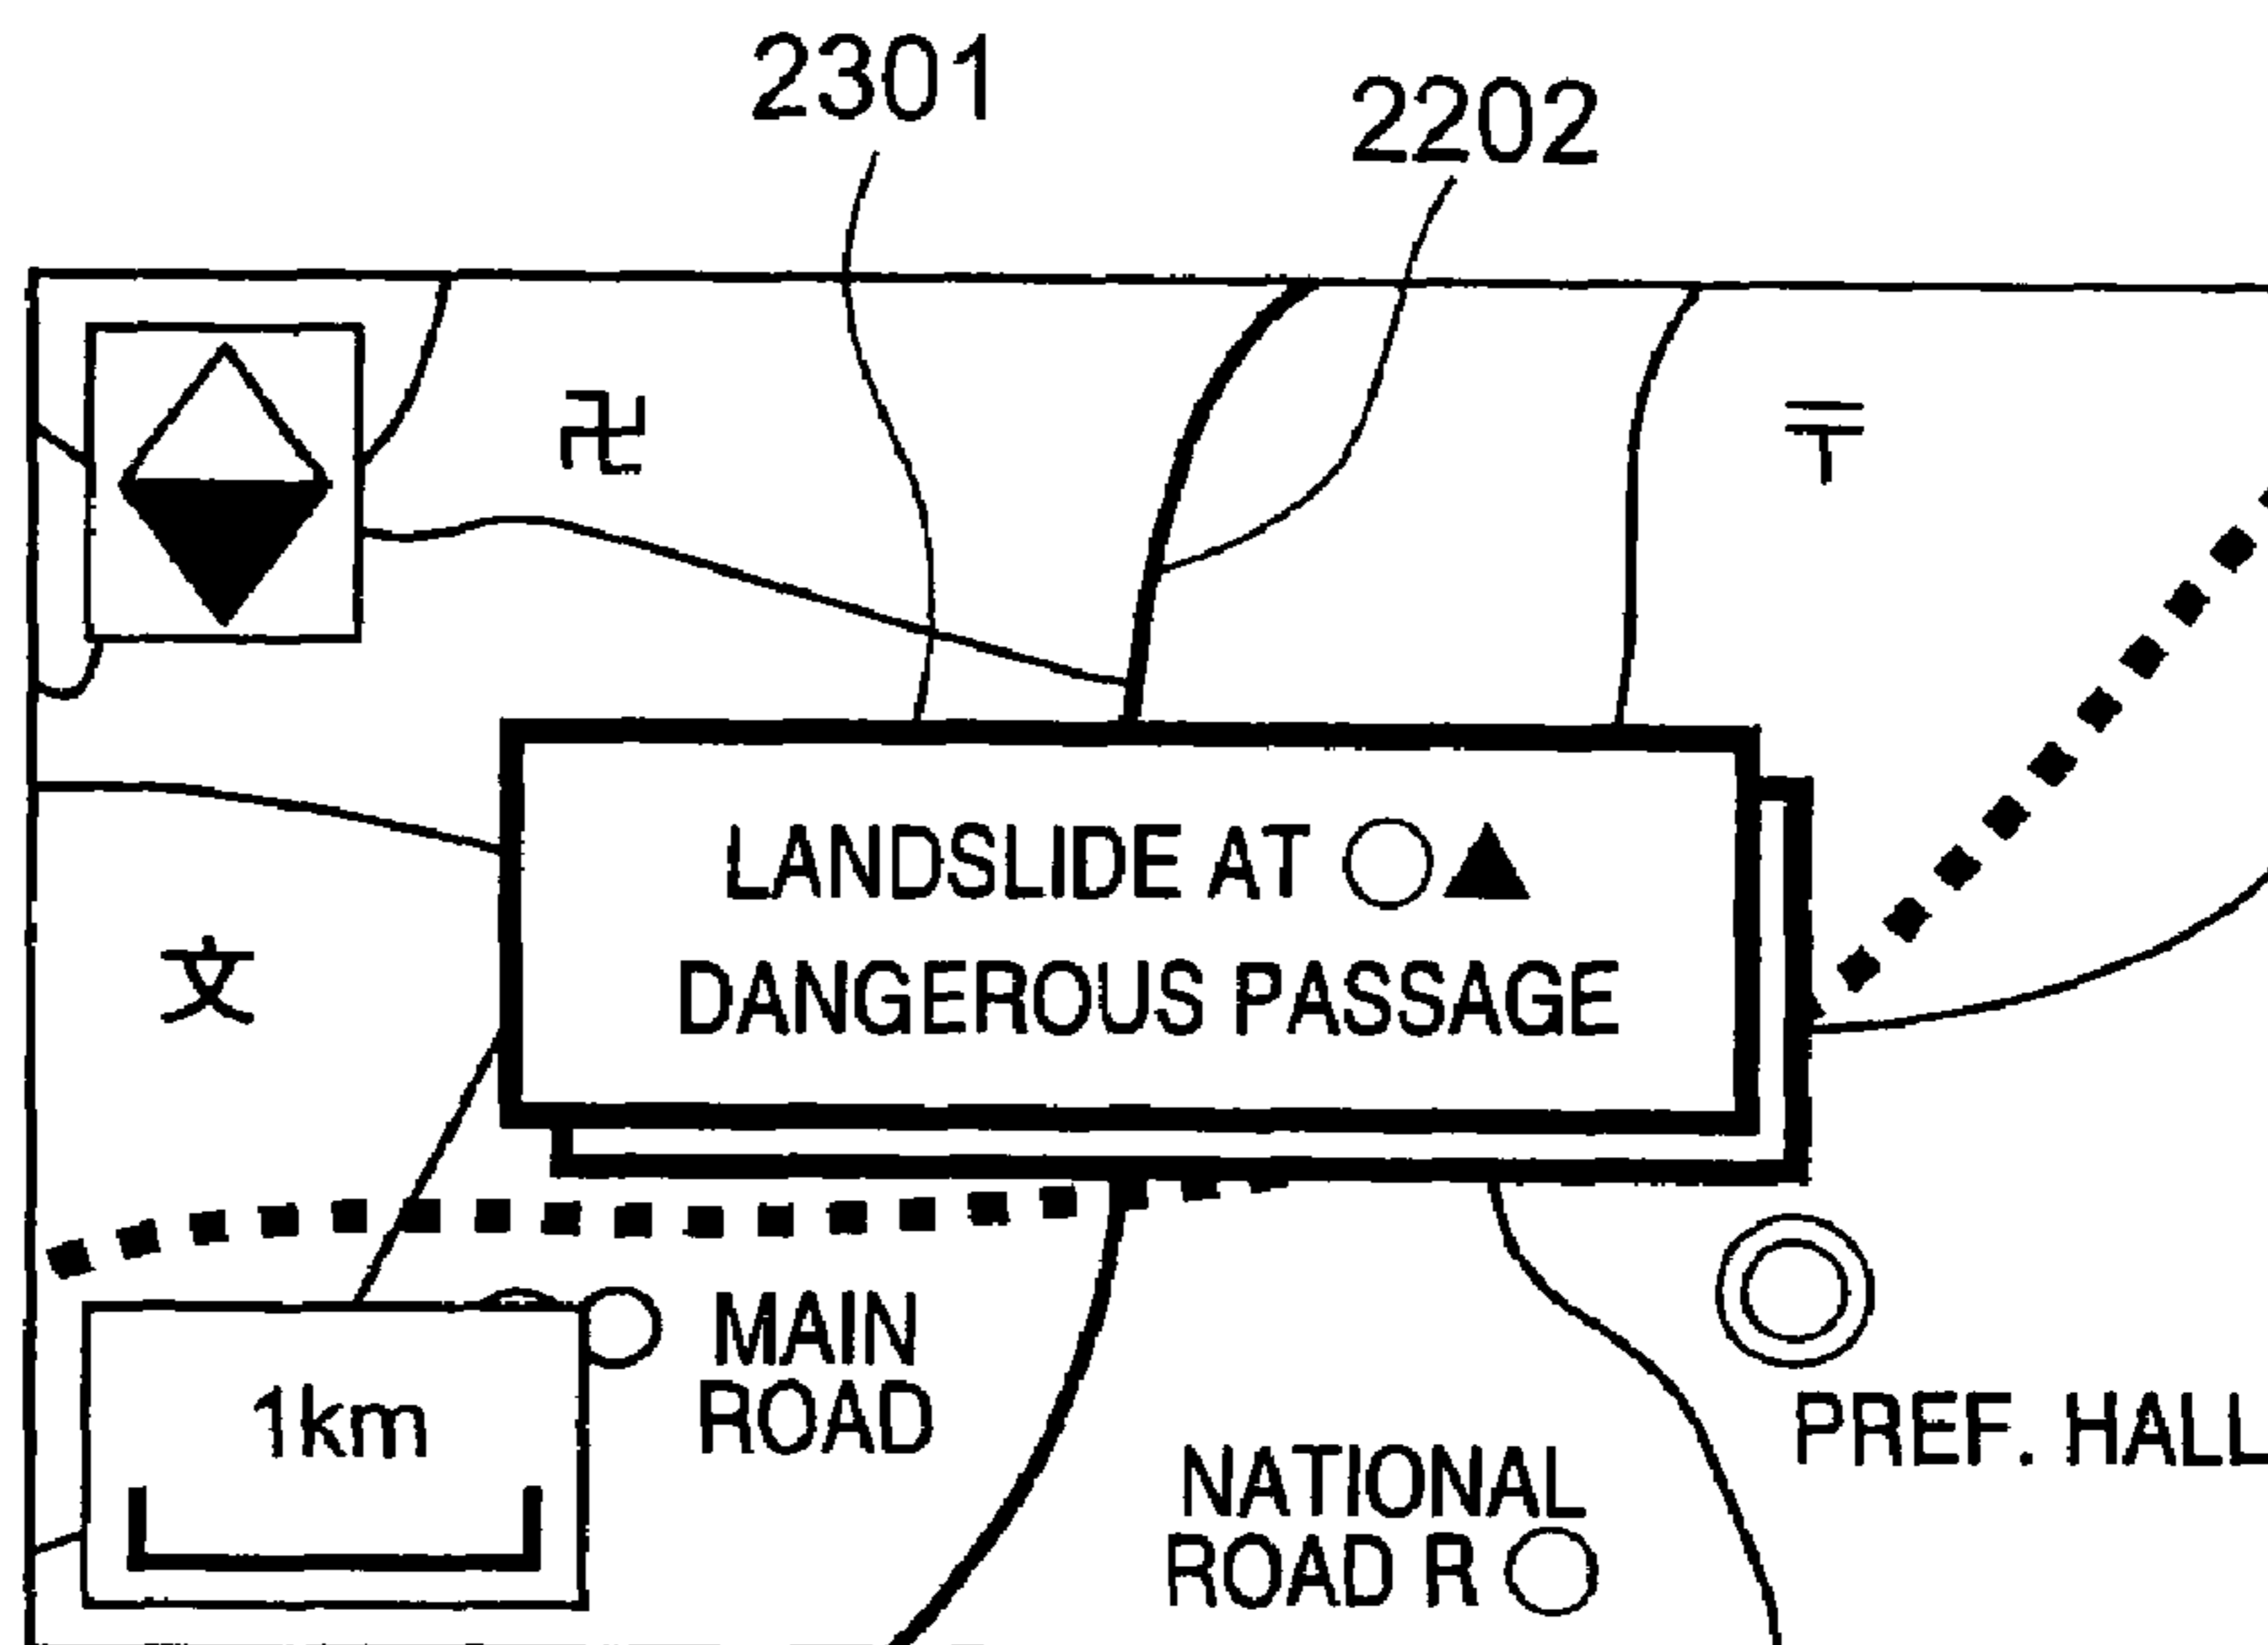 2301
2202
卍
〒
LANDSLIDE AT ○▲
DANGEROUS PASSAGE
文
MAIN
ROAD
1km
PREF. HALL
NATIONAL
ROAD R ○